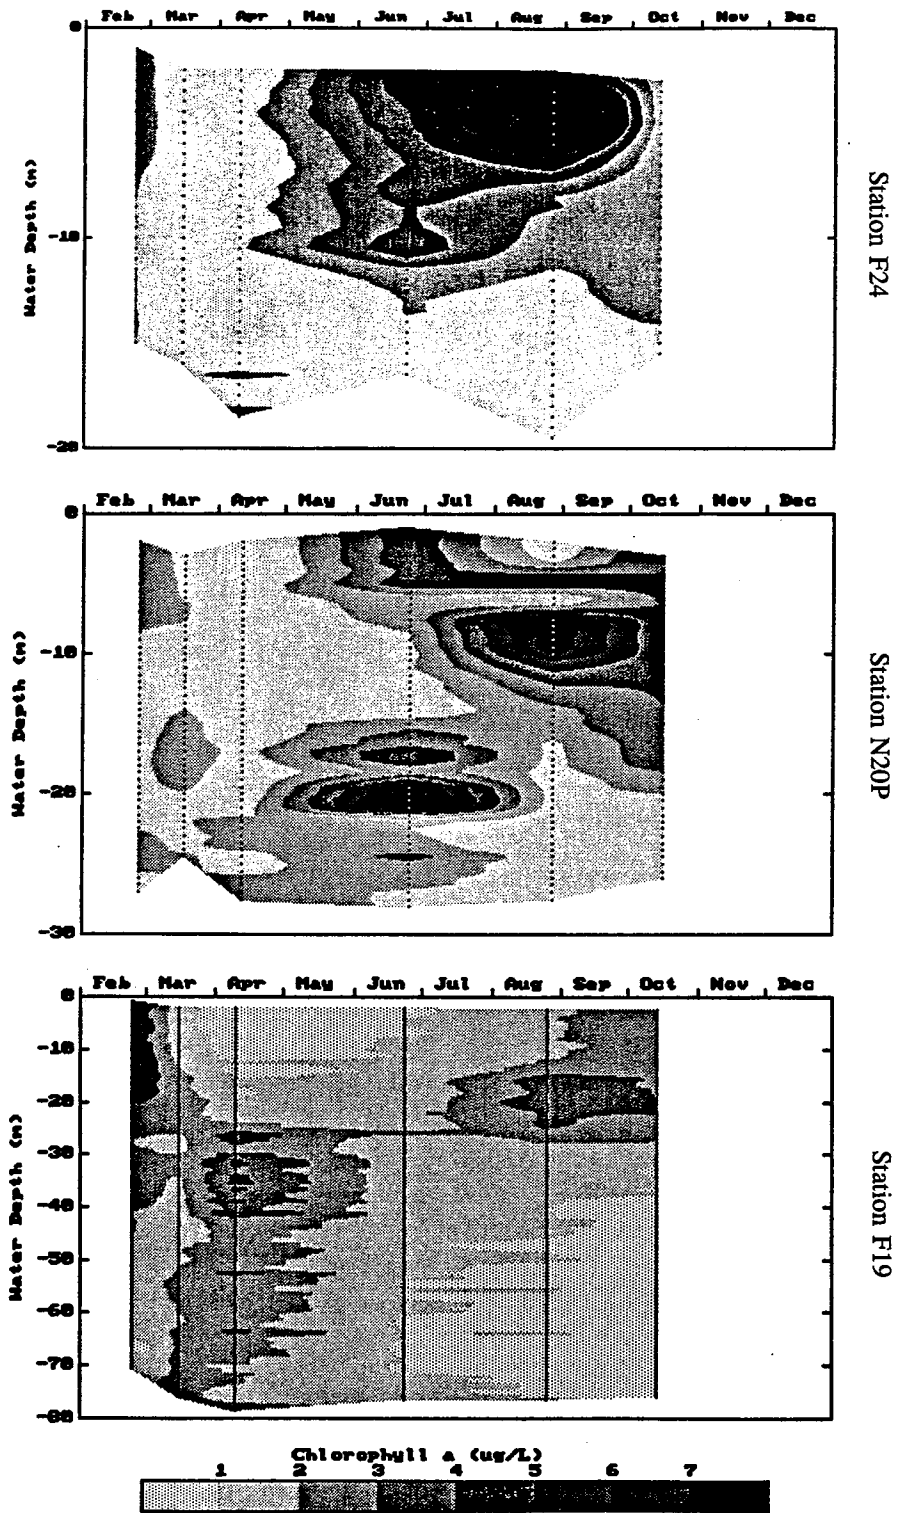 Feb Mar Apr May Jun Jul Aug Sep Oct Nov Dec
0
-10
-20
Water Depth (m)
Station F24
Feb Mar Apr May Jun Jul Aug Sep Oct Nov Dec
0
-10
-20
-30
Water Depth (m)
Station N20P
Feb Mar Apr May Jun Jul Aug Sep Oct Nov Dec
0
-10
-20
-30
-40
-50
-60
-70
-80
Water Depth (m)
Station F19
Chlorophyll a (ug/L)
1 2 3 4 5 6 7